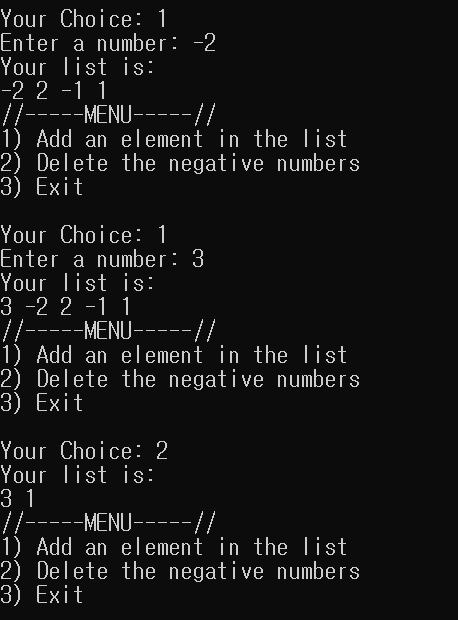 Your Choice: 1
Enter a number: -2
Your list is:
-2 2 -1 1
//-----MENU-----//
1) Add an element in the list
2) Delete the negative numbers
3) Exit

Your Choice: 1
Enter a number: 3
Your list is:
3 -2 2 -1 1
//-----MENU-----//
1) Add an element in the list
2) Delete the negative numbers
3) Exit

Your Choice: 2
Your list is:
3 1
//-----MENU-----//
1) Add an element in the list
2) Delete the negative numbers
3) Exit